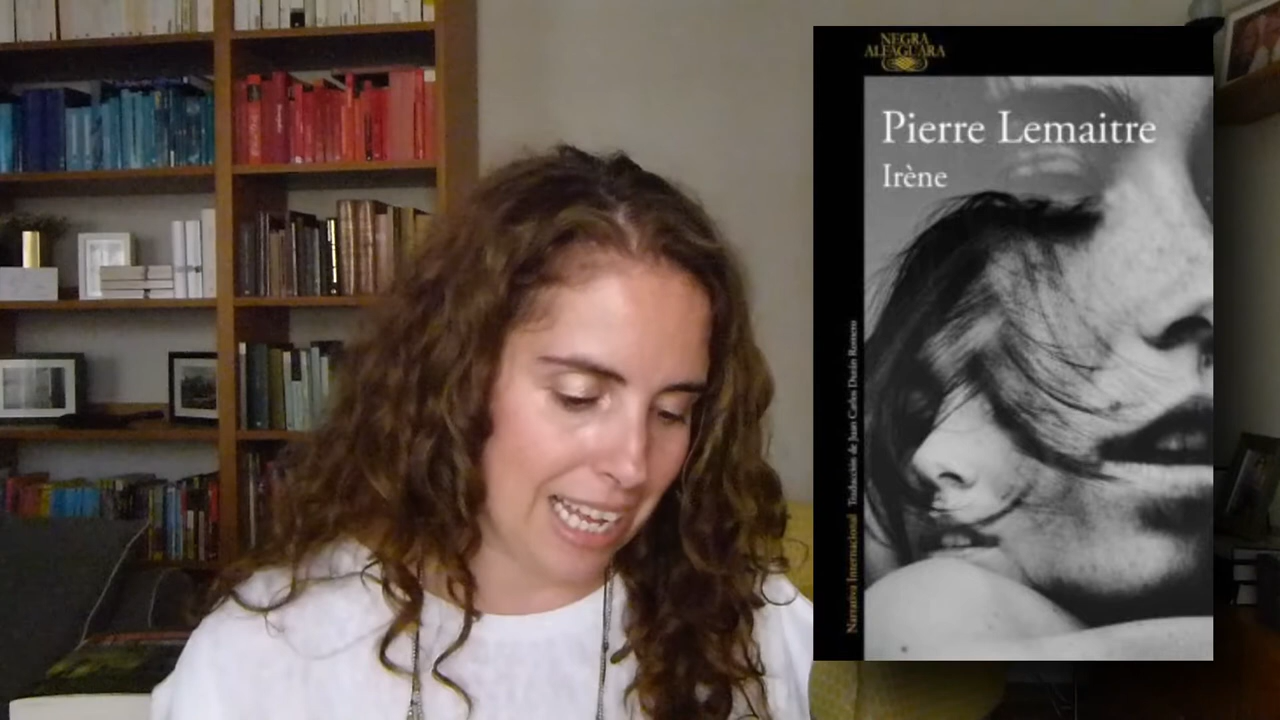 NEGRA
ALFAGUARA
Pierre Lemaitre
Irène
Narrativa Internacional Traducción de Juan Carlos Durán Romero